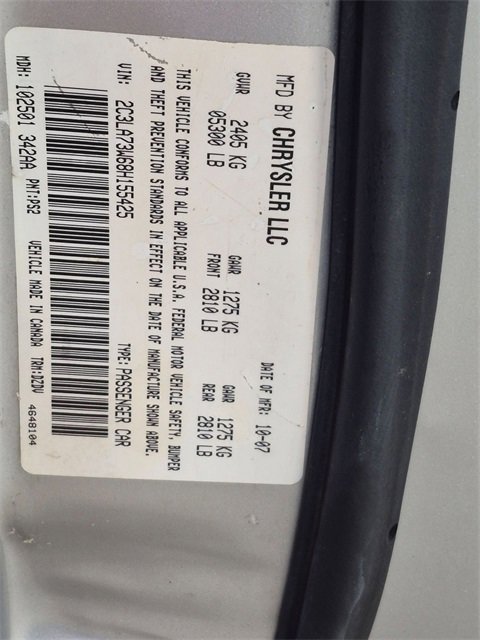 MFD BY CHRYSLER LLC DATE OF MFR: 10-07
GVWR 2405 KG GAWR 1275 KG GAWR 1275 KG
05300 LB FRONT 2810 LB REAR 2810 LB
THIS VEHICLE CONFORMS TO ALL APPLICABLE U.S.A. FEDERAL MOTOR VEHICLE SAFETY, BUMPER
AND THEFT PREVENTION STANDARDS IN EFFECT ON THE DATE OF MANUFACTURE SHOWN ABOVE.
VIN: 2C3LA73W68H155425 TYPE: PASSENGER CAR
MDH: 102501 342AA PNT: PS2 VEHICLE MADE IN CANADA TRM: DZDV
4648104